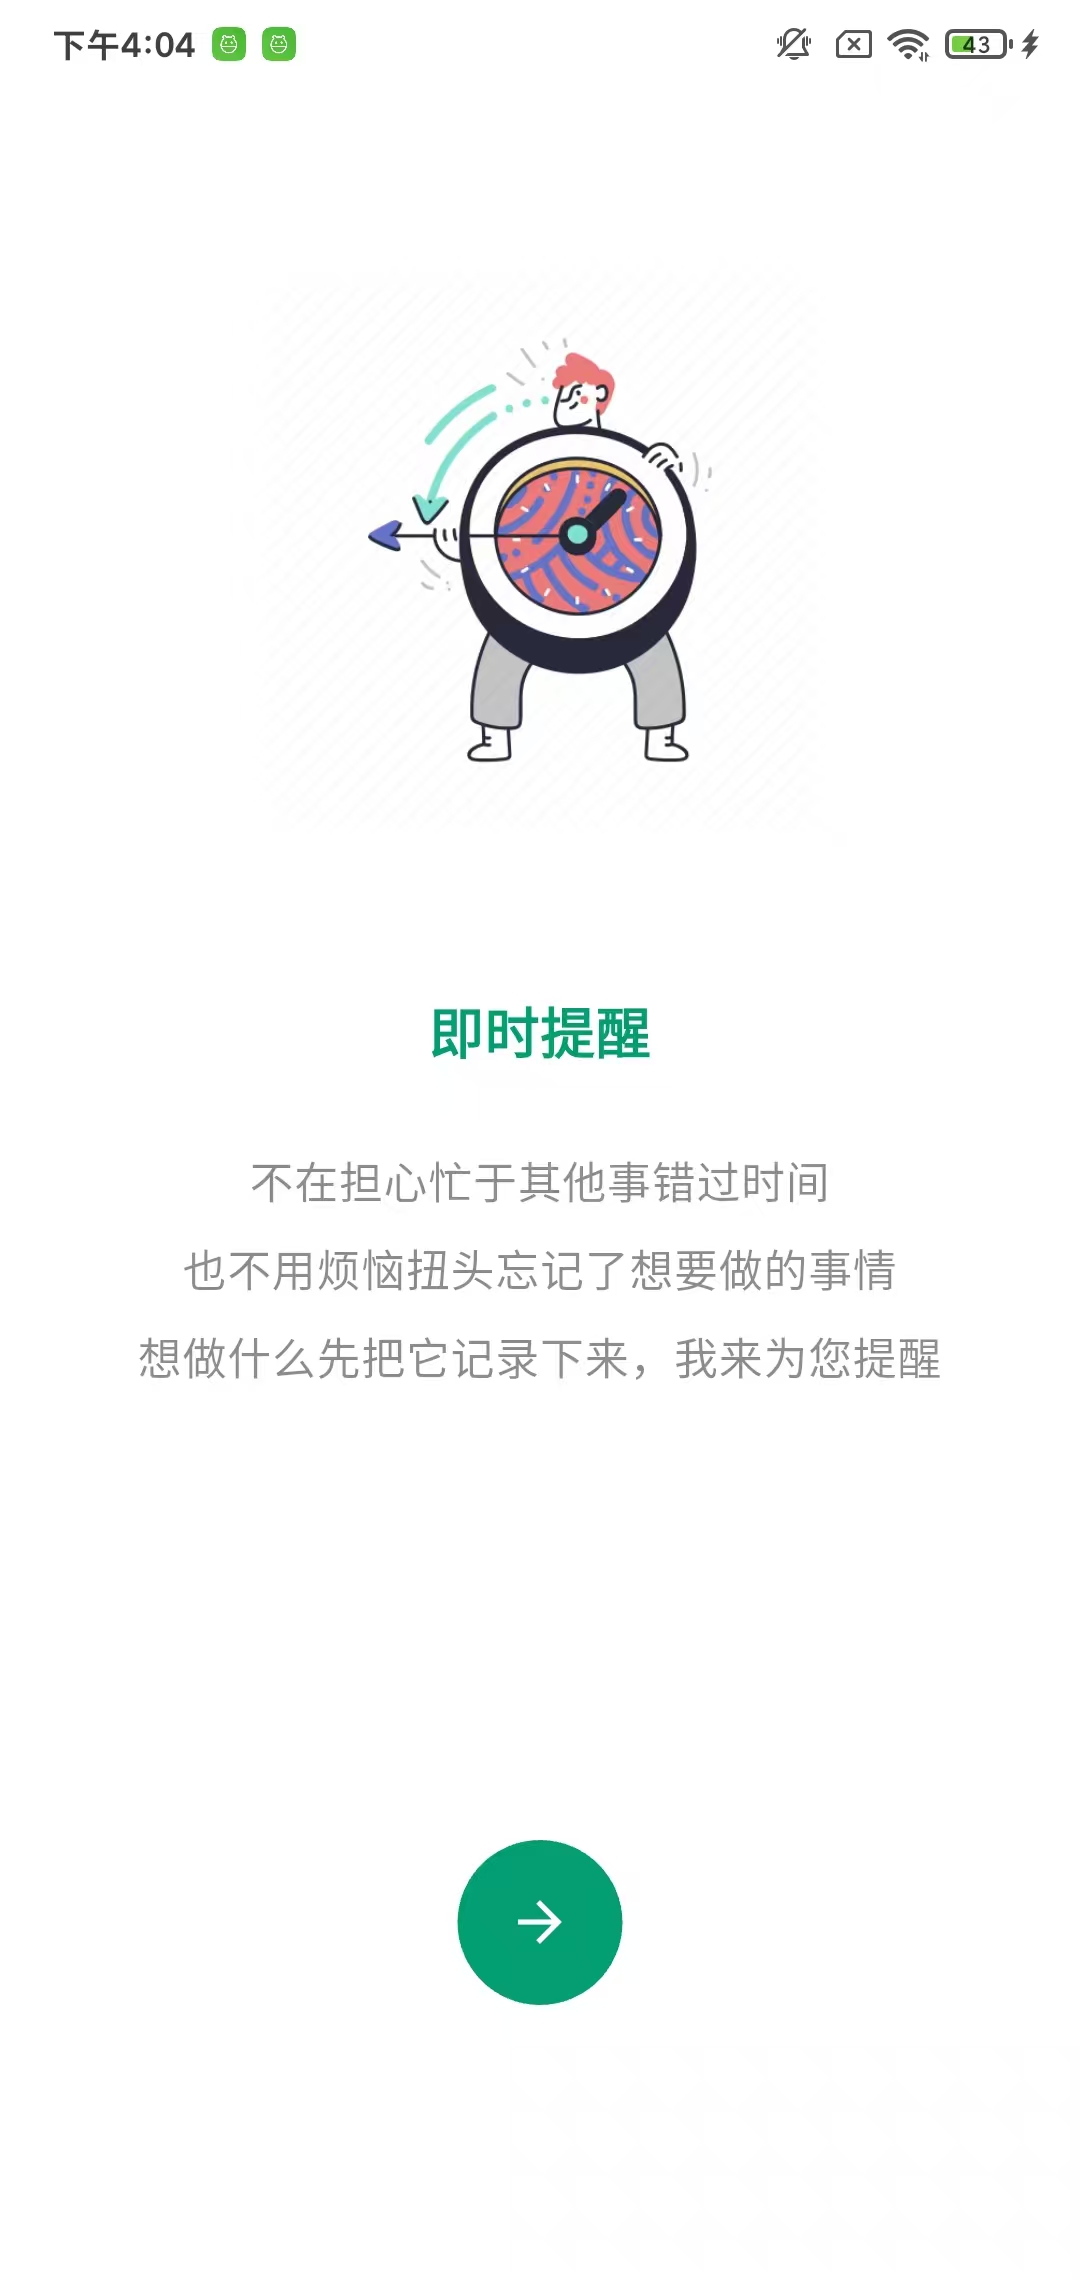 下午4:04
43
即时提醒
不在担心忙于其他事错过时间
也不用烦恼扭头忘记了想要做的事情
想做什么先把它记录下来，我来为您提醒